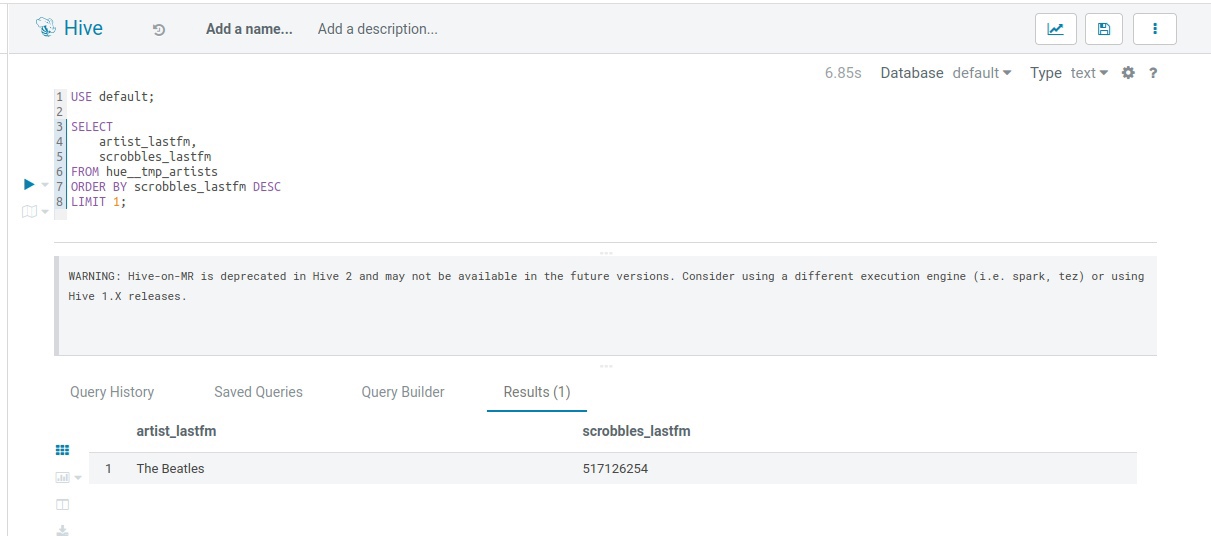 Hive Add a name... Add a description...
6.85s Database default Type text ?
1 USE default;
2
3 SELECT
4 artist_lastfm,
5 scrobbles_lastfm
6 FROM hue__tmp_artists
7 ORDER BY scrobbles_lastfm DESC
8 LIMIT 1;
WARNING: Hive-on-MR is deprecated in Hive 2 and may not be available in the future versions. Consider using a different execution engine (i.e. spark, tez) or using
Hive 1.X releases.
Query History Saved Queries Query Builder Results (1)
artist_lastfm scrobbles_lastfm
1 The Beatles 517126254